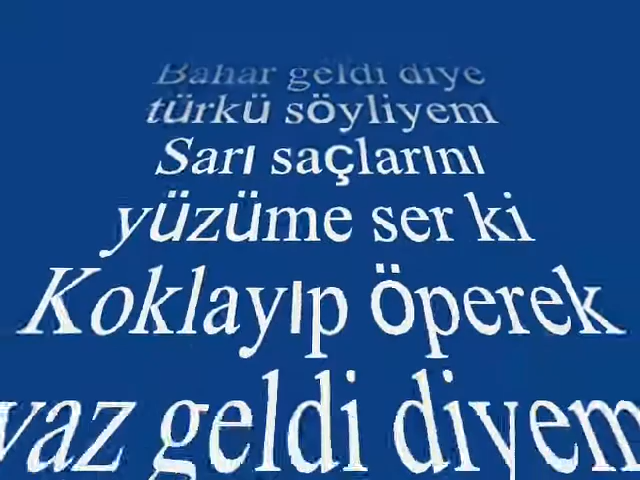 Bahar geldi diye
türkü söyliyem
Sarı saçlarını
yüzüme ser ki
Koklayıp öperek
yaz geldi diyem